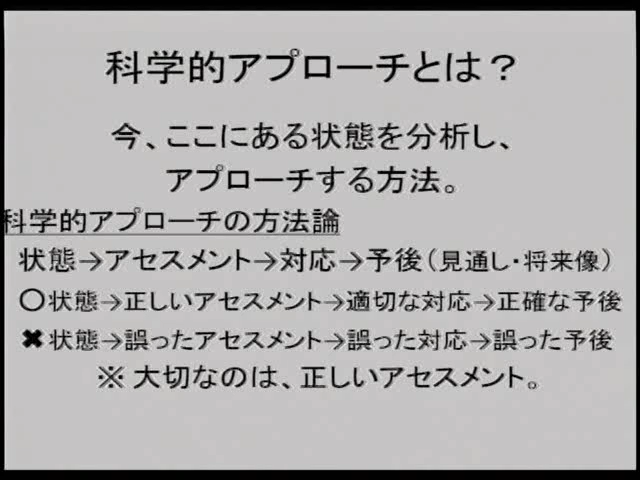 科学的アプローチとは？
今、ここにある状態を分析し、
アプローチする方法。
科学的アプローチの方法論
状態→アセスメント→対応→予後（見通し・将来像）
○状態→正しいアセスメント→適切な対応→正確な予後
✖状態→誤ったアセスメント→誤った対応→誤った予後
※ 大切なのは、正しいアセスメント。